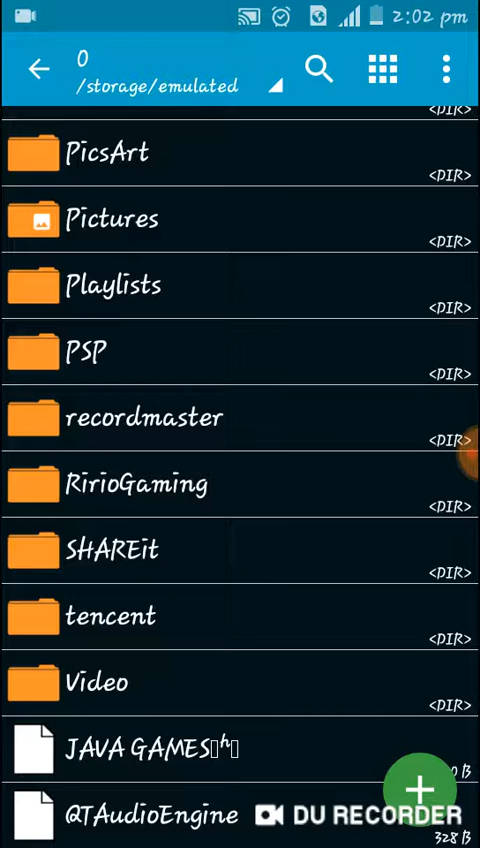 2:02 pm
0
/storage/emulated
<DIR>
PicsArt
<DIR>
Pictures
<DIR>
Playlists
<DIR>
PSP
<DIR>
recordmaster
<DIR>
RirioGaming
<DIR>
SHAREit
<DIR>
tencent
<DIR>
Video
<DIR>
JAVA GAMES
0 B
QTAudioEngine
DU RECORDER
328 B